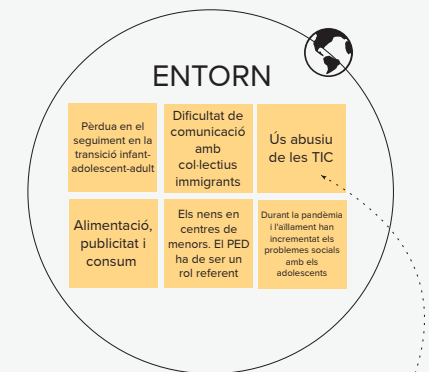 ENTORN
Pèrdua en el
seguiment en la
transició infant-
adolescent-adult
Dificultat de
comunicació
amb
col·lectius
immigrants
Ús abusiu
de les TIC
Alimentació,
publicitat i
consum
Els nens en
centres de
menors. El PED
ha de ser un
rol referent
Durant la pandèmia
i l'aïllament han
incrementat els
problemes socials
amb els
adolescents